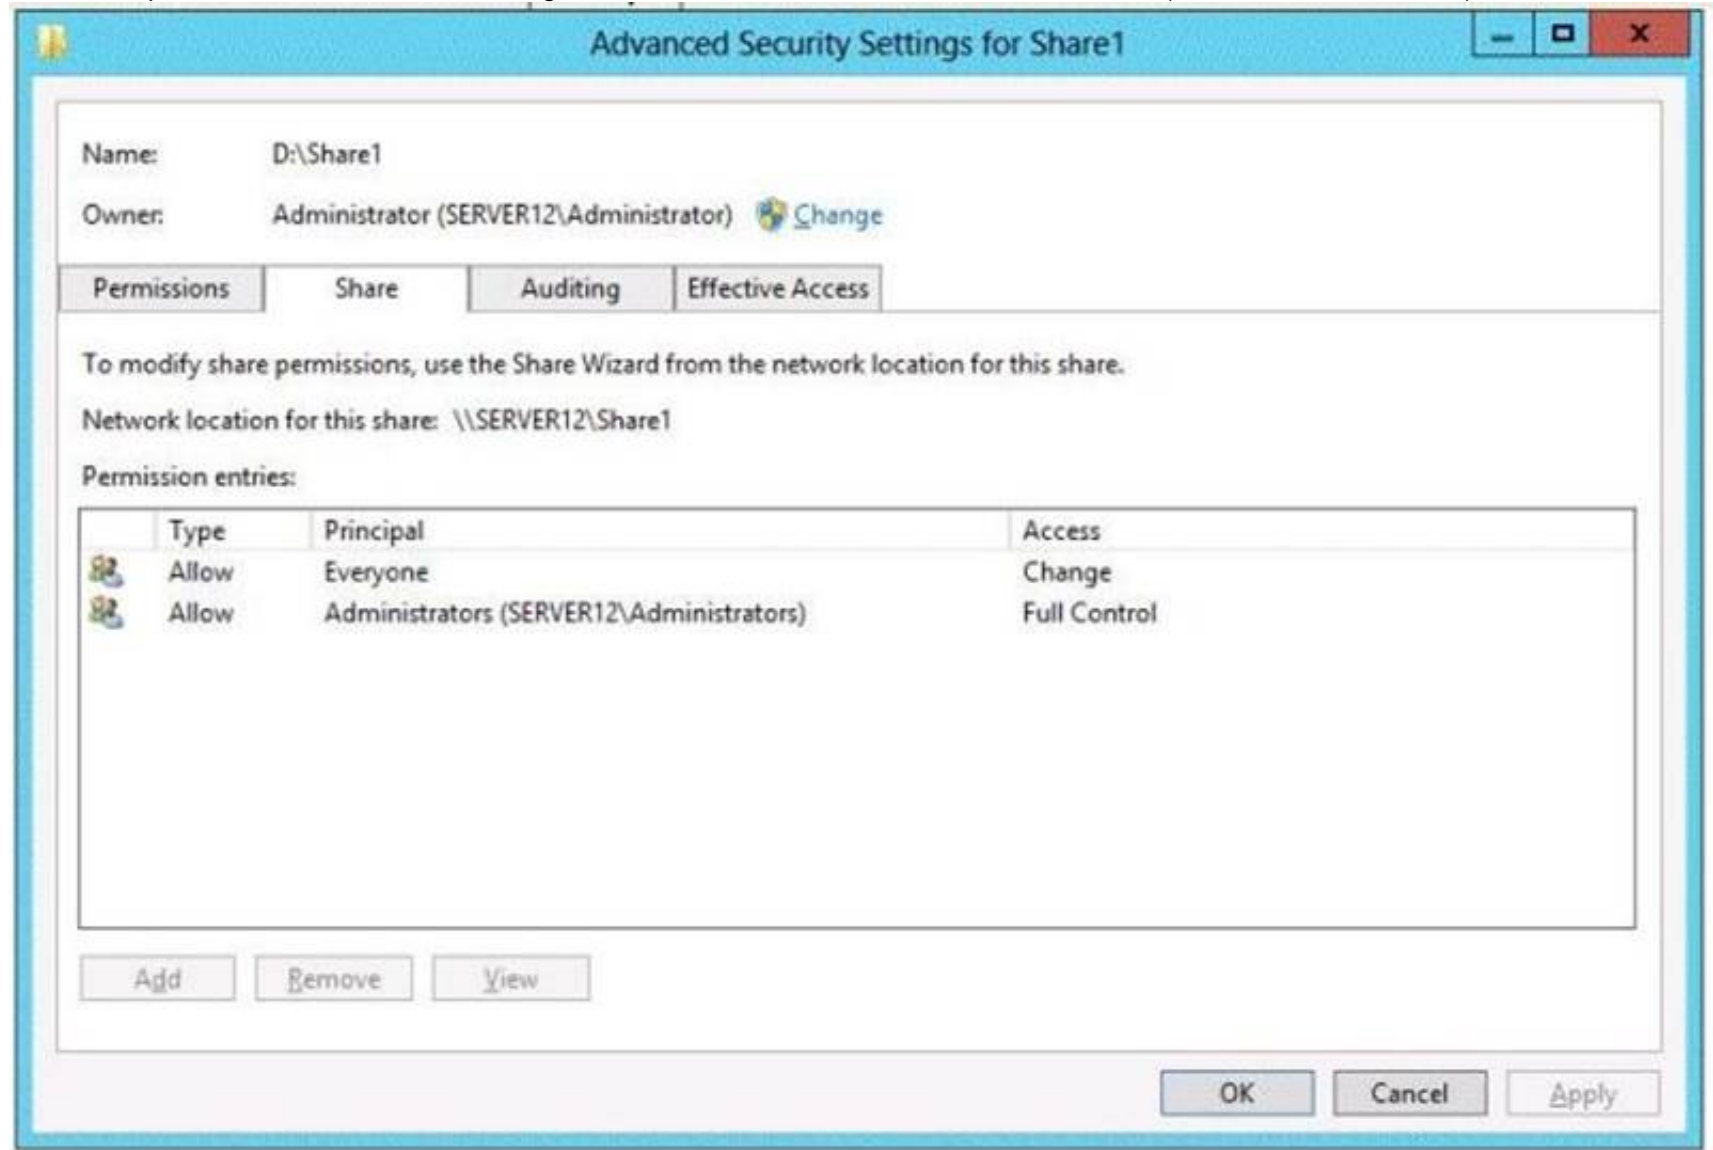 Advanced Security Settings for Share1
Name: D:\Share1
Owner: Administrator (SERVER12\Administrator) Change
Permissions Share Auditing Effective Access
To modify share permissions, use the Share Wizard from the network location for this share.
Network location for this share: \\SERVER12\Share1
Permission entries:
Type Principal Access
Allow Everyone Change
Allow Administrators (SERVER12\Administrators) Full Control
Add Remove View
OK Cancel Apply